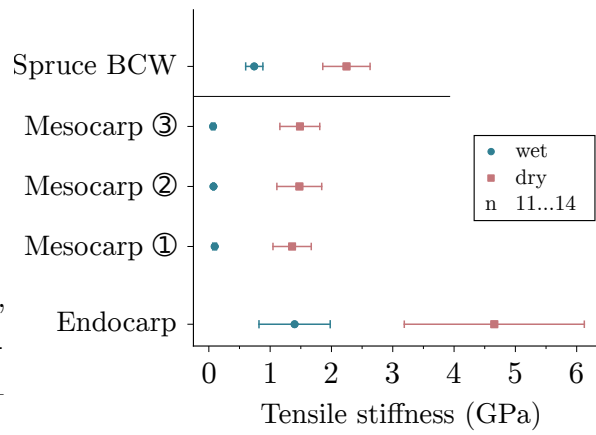 Spruce BCW
Mesocarp ③
Mesocarp ②
Mesocarp ①
Endocarp
wet
dry
n 11...14
0 1 2 3 4 5 6
Tensile stiffness (GPa)
,
.